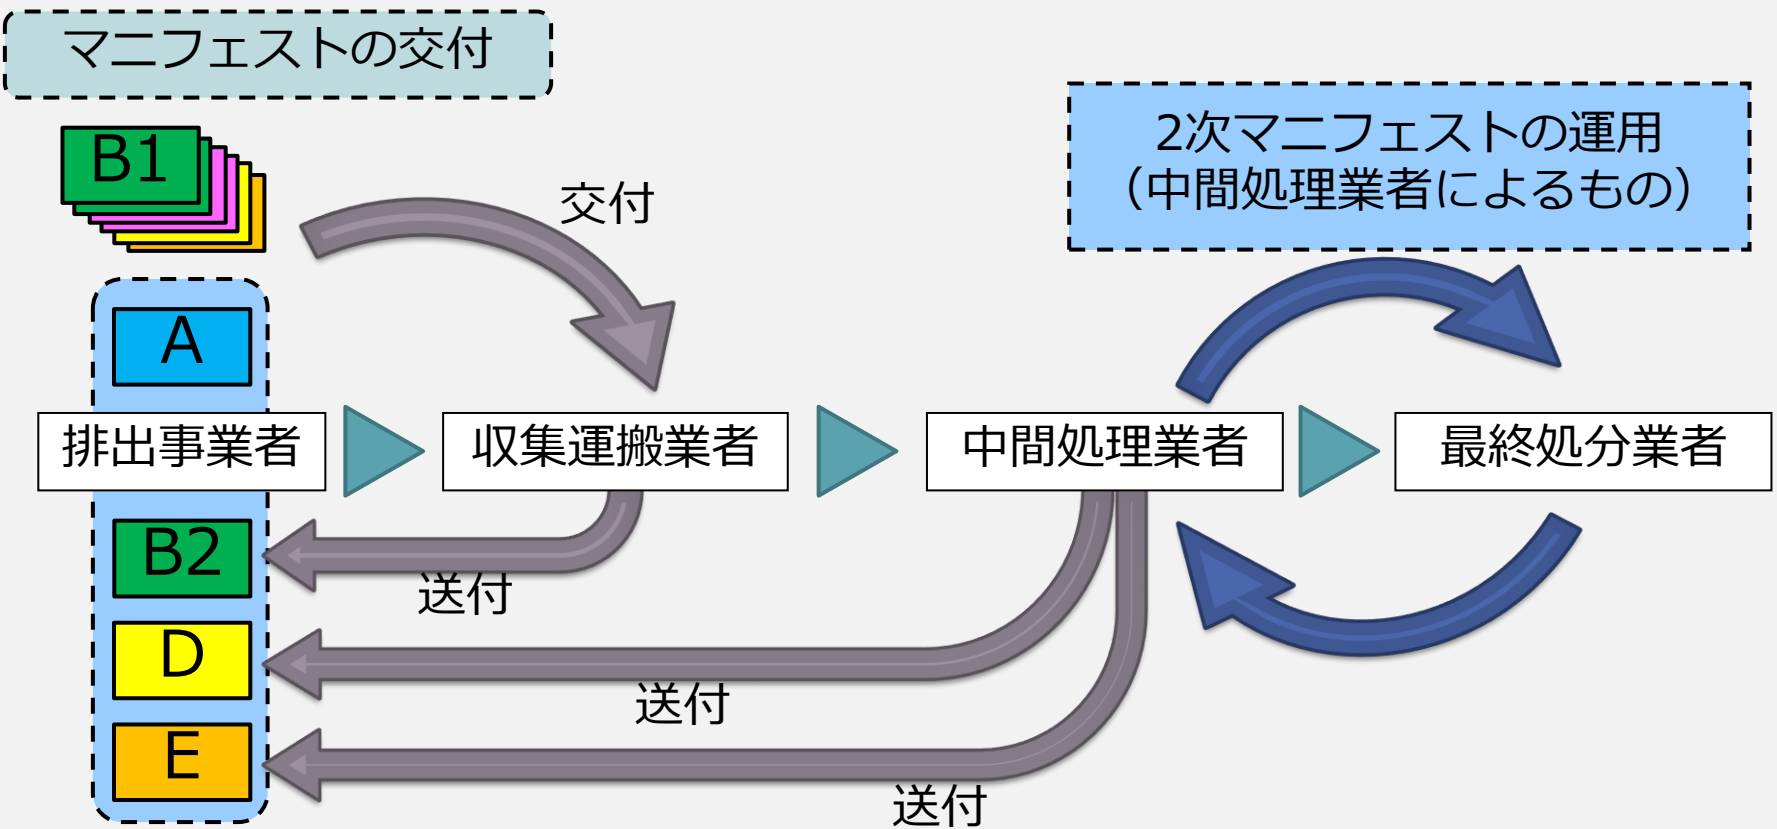 マニフェストの交付
2次マニフェストの運用
（中間処理業者によるもの）
B1
交付
A
排出事業者
収集運搬業者
中間処理業者
最終処分業者
B2
送付
D
送付
E
送付